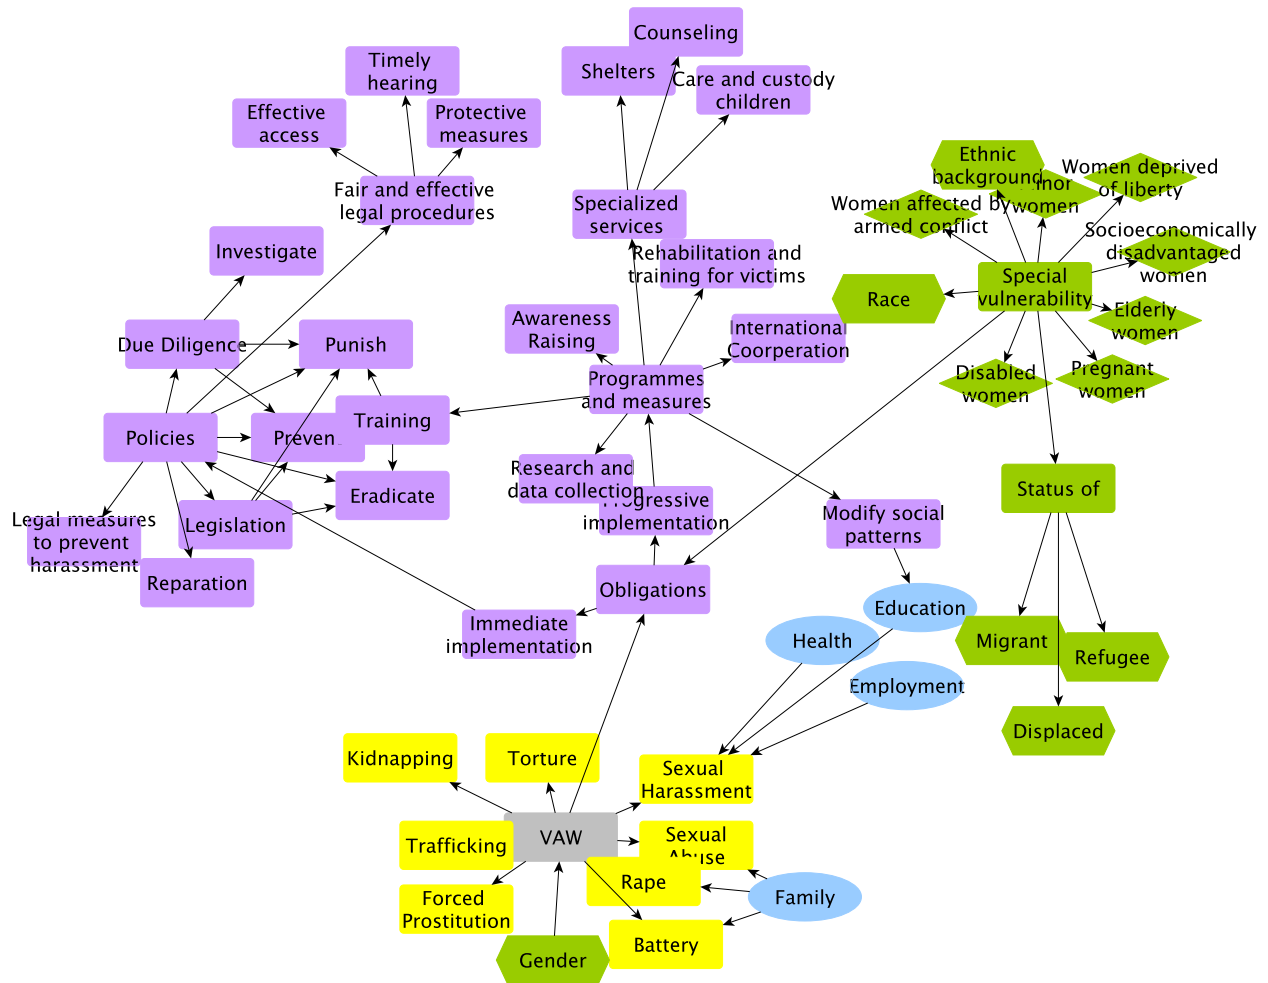 Counseling
Timely
hearing
Shelters
Care and custody
children
Effective
access
Protective
measures
Ethnic
background
women
Women deprived
of liberty
Fair and effective
legal procedures
Women affected by
armed conflict
Specialized
services
Investigate
Rehabilitation and
training for victims
Socioeconomically
disadvantaged
women
Special
vulnerability
Race
Awareness
Raising
International
Coorperation
Elderly
women
Due Diligence
Punish
Programmes
and measures
Disabled
women
Pregnant
women
Training
Policies
Research and
data collection
Status of
Eradicate
implementation
Modify social
patterns
Legal measures
to prevent
harassment
Legislation
Reparation
Obligations
Education
Immediate
implementation
Health
Migrant
Refugee
Employment
Displaced
Kidnapping
Torture
Sexual
Harassment
VAW
Trafficking
Sexual
Abuse
Rape
Family
Forced
Prostitution
Battery
Gender